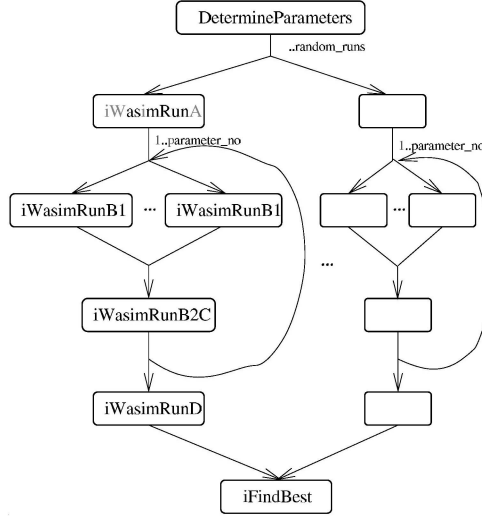 DetermineParameters
..random_runs
iWasimRunA
1..parameter_no
1..parameter_no
iWasimRunB1 ... iWasimRunB1
...
...
iWasimRunB2C
iWasimRunD
iFindBest